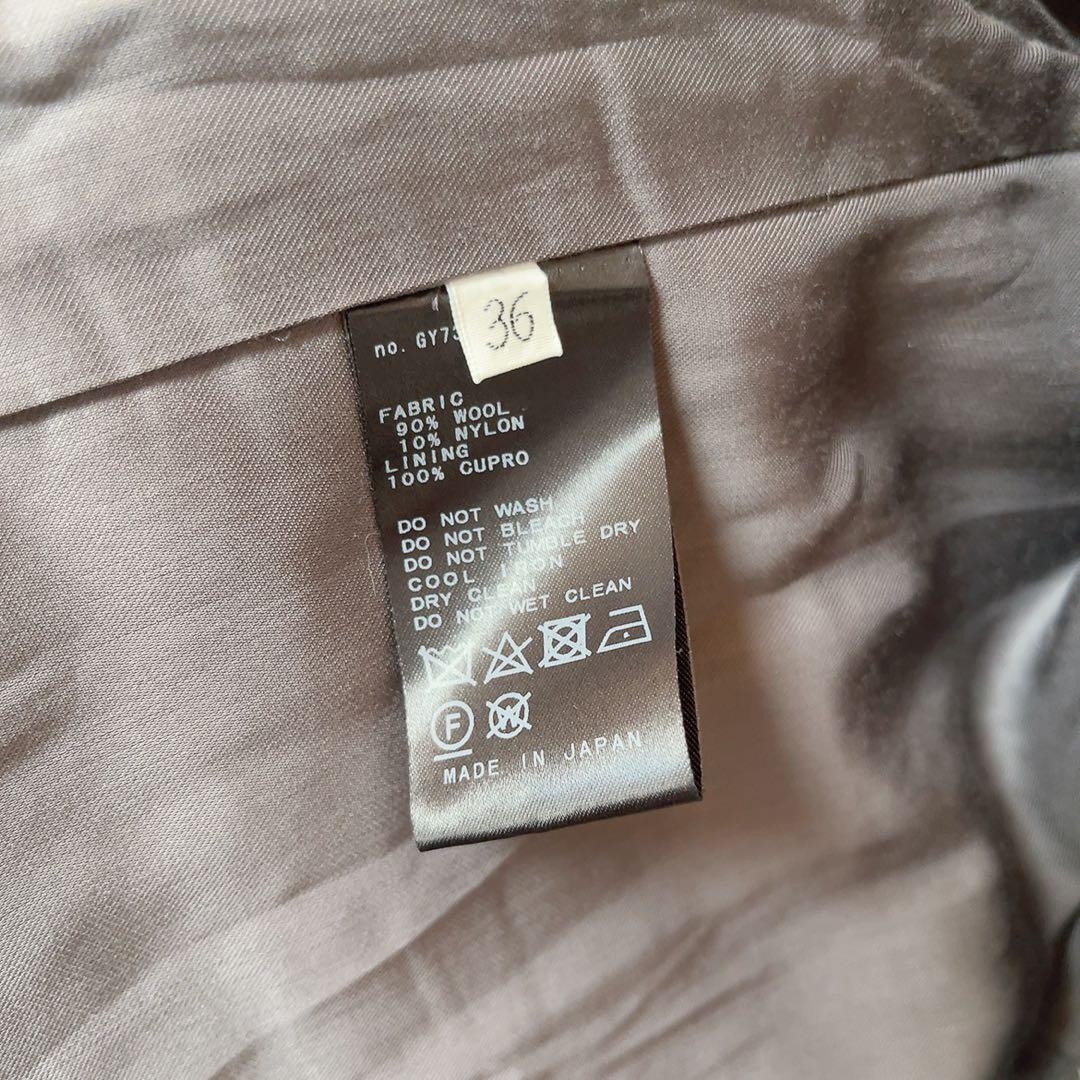 36
no. GY73
FABRIC
90% WOOL
10% NYLON
LINING
100% CUPRO
DO NOT WASH
DO NOT BLEACH
DO NOT TUMBLE DRY
COOL IRON
DRY CLEAN
DO NOT WET CLEAN
F
W
MADE IN JAPAN